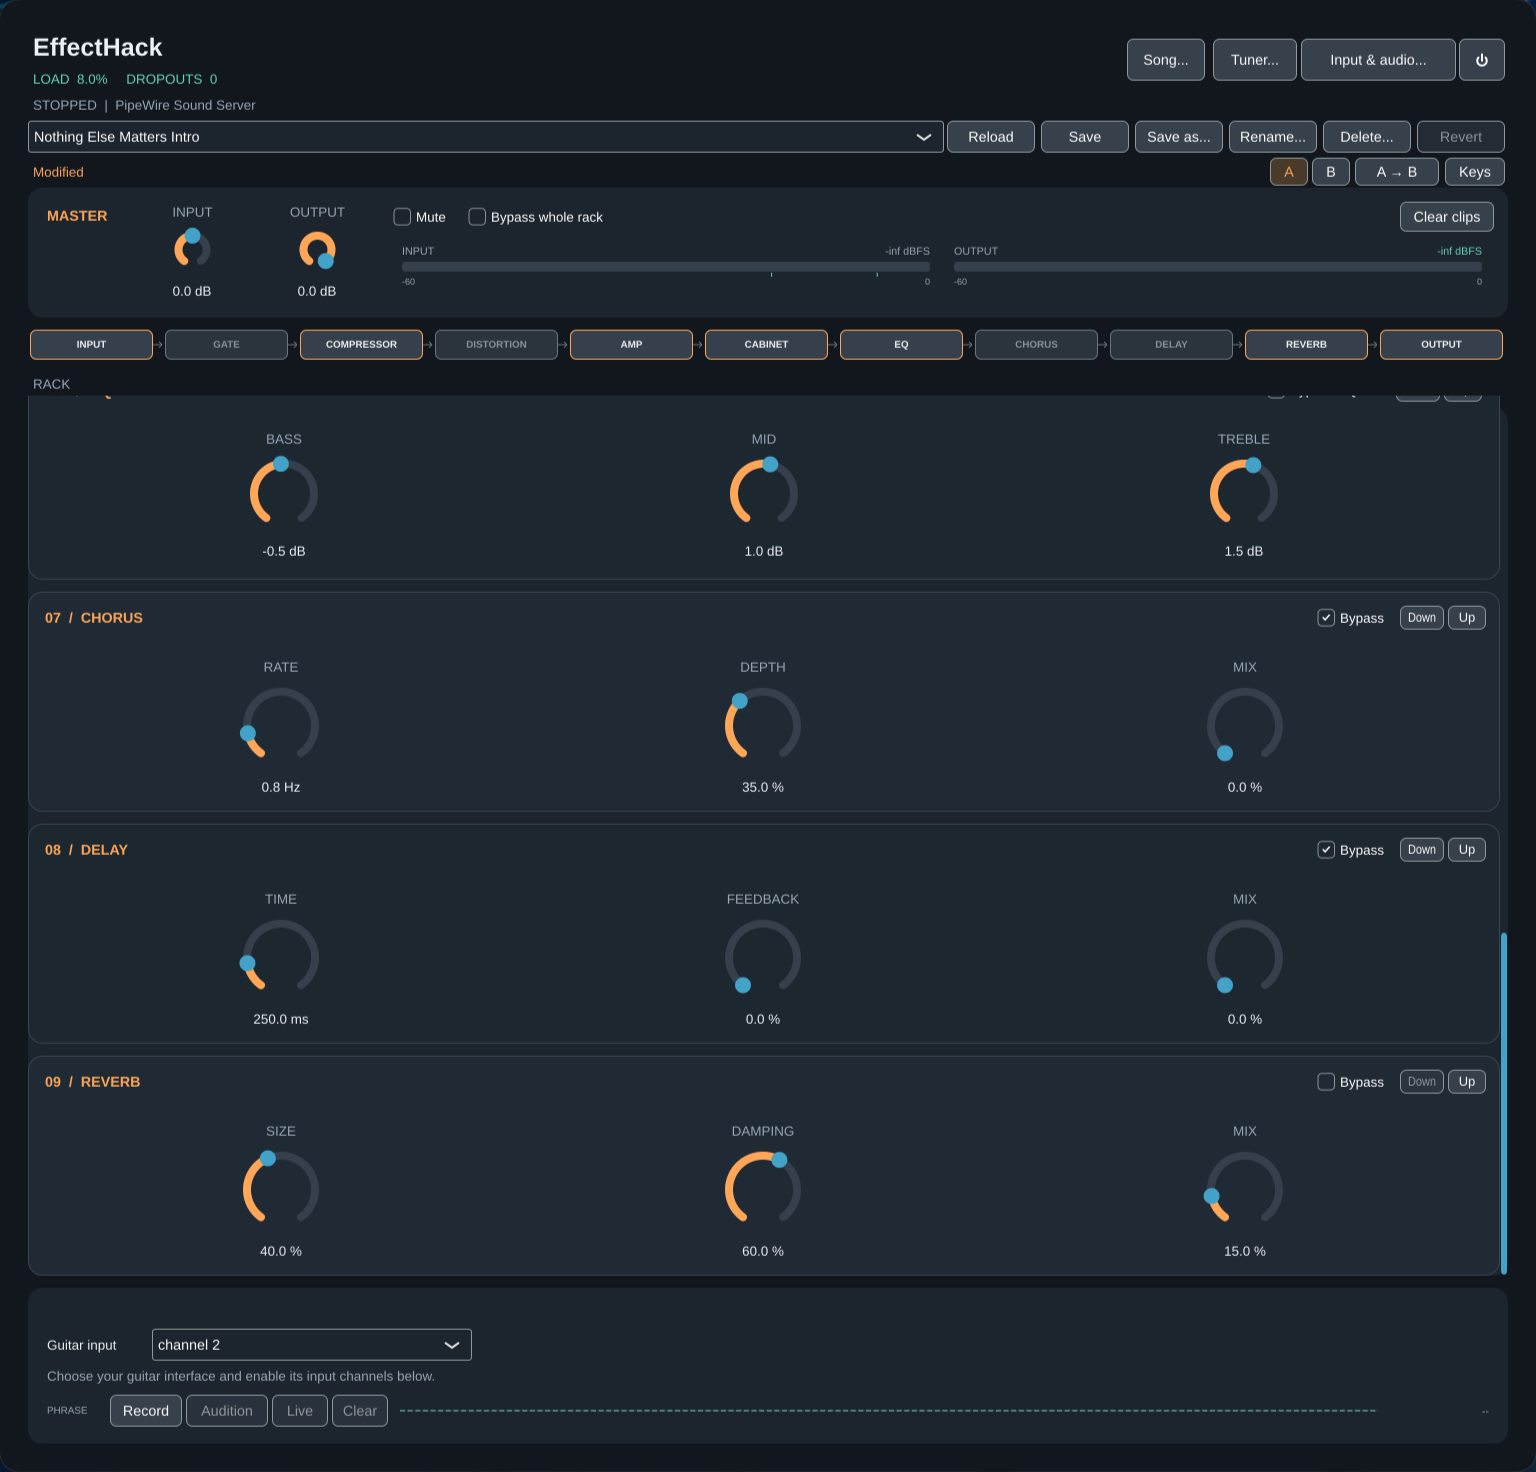 EffectHack
LOAD 8.0% DROPOUTS 0
STOPPED | PipeWire Sound Server
Song... Tuner... Input & audio...
Nothing Else Matters Intro Reload Save Save as... Rename... Delete... Revert
Modified A B A → B Keys
MASTER INPUT OUTPUT Mute Bypass whole rack Clear clips
INPUT -inf dBFS OUTPUT -inf dBFS
-60 0 -60 0
0.0 dB 0.0 dB
INPUT → GATE → COMPRESSOR → DISTORTION → AMP → CABINET → EQ → CHORUS → DELAY → REVERB → OUTPUT
RACK
BASS MID TREBLE
-0.5 dB 1.0 dB 1.5 dB
07 / CHORUS Bypass Down Up
RATE DEPTH MIX
0.8 Hz 35.0 % 0.0 %
08 / DELAY Bypass Down Up
TIME FEEDBACK MIX
250.0 ms 0.0 % 0.0 %
09 / REVERB Bypass Down Up
SIZE DAMPING MIX
40.0 % 60.0 % 15.0 %
Guitar input channel 2
Choose your guitar interface and enable its input channels below.
PHRASE Record Audition Live Clear --